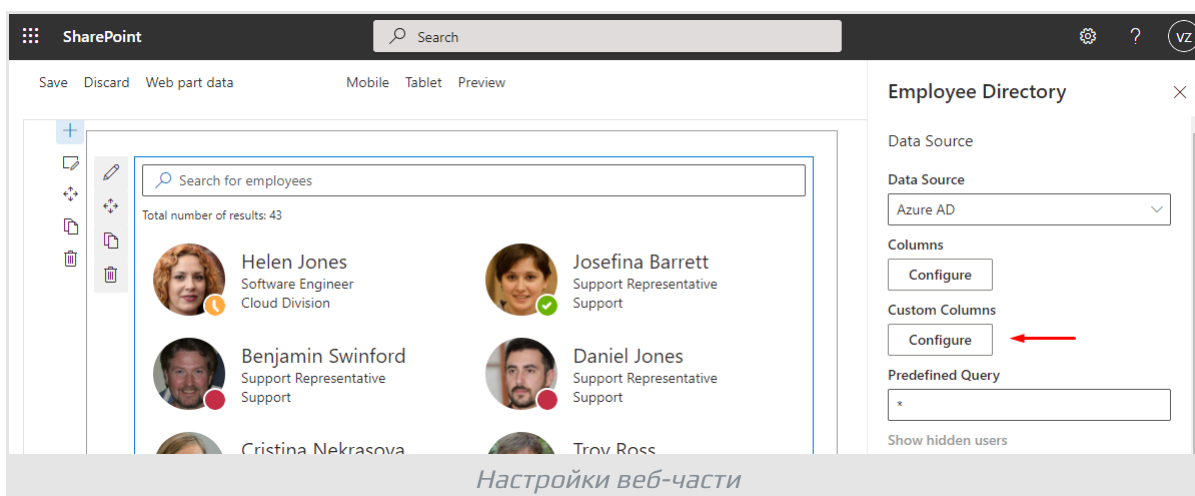 SharePoint
Search
VZ
Save Discard Web part data Mobile Tablet Preview
Search for employees
Total number of results: 43
Helen Jones
Software Engineer
Cloud Division
Josefina Barrett
Support Representative
Support
Benjamin Swinford
Support Representative
Support
Daniel Jones
Support Representative
Support
Cristina Nekrasova
Troy Ross
Employee Directory
Data Source
Data Source
Azure AD
Columns
Configure
Custom Columns
Configure
Predefined Query
*
Show hidden users
Настройки веб-части